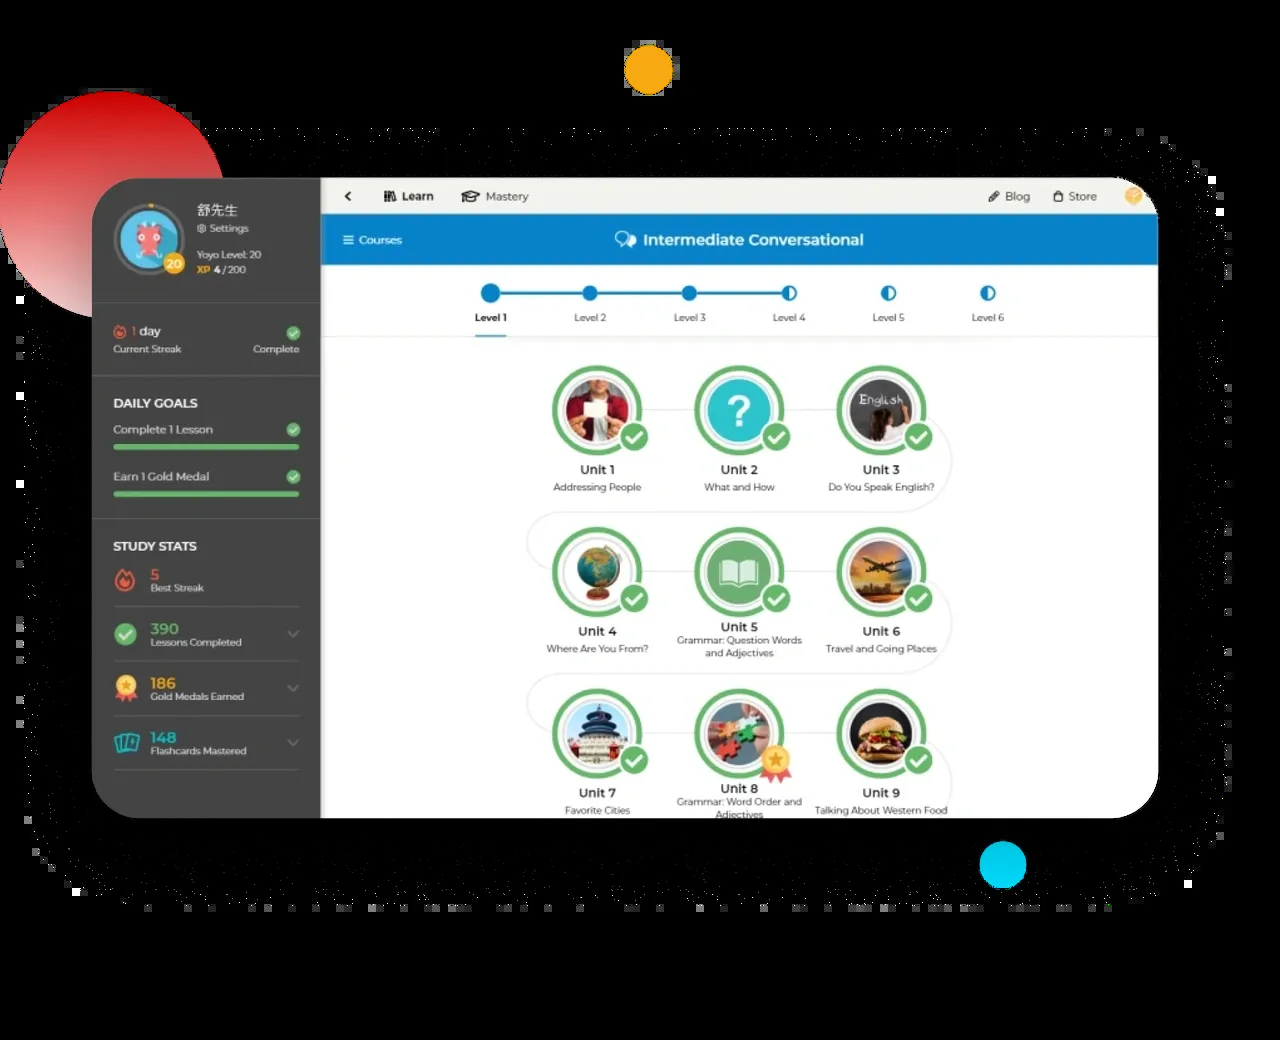 舒先生
Settings
Yoyo Level: 20
20
XP 4 / 200
1 day
Current Streak
Complete
DAILY GOALS
Complete 1 Lesson
Earn 1 Gold Medal
STUDY STATS
5
Best Streak
390
Lessons Completed
186
Gold Medals Earned
148
Flashcards Mastered
Learn
Mastery
Blog
Store
Courses
Intermediate Conversational
Level 1
Level 2
Level 3
Level 4
Level 5
Level 6
?
English
Unit 1
Unit 2
Unit 3
Addressing People
What and How
Do You Speak English?
Unit 4
Unit 5
Unit 6
Where Are You From?
Grammar: Question Words
and Adjectives
Travel and Going Places
Unit 7
Unit 8
Unit 9
Favorite Cities
Grammar: Word Order and
Adjectives
Talking About Western Food